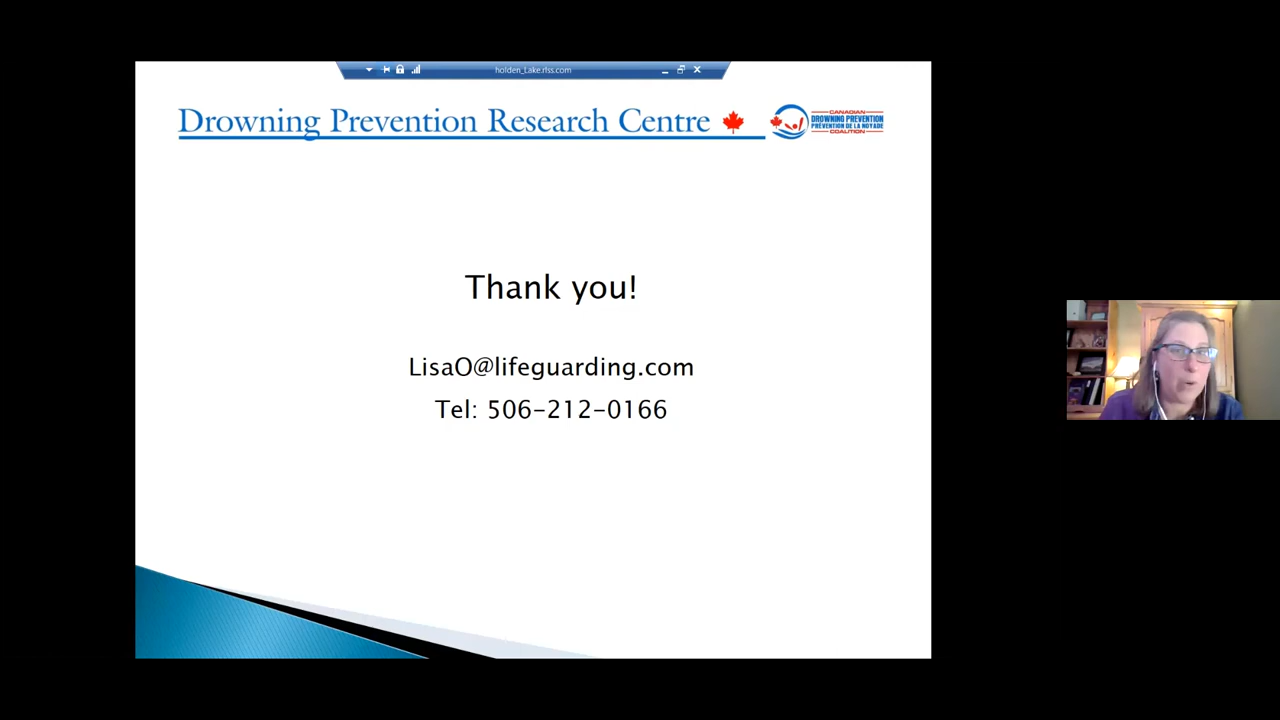 holden_Lake.rlss.com
Drowning Prevention Research Centre
CANADIAN
DROWNING PREVENTION
PRÉVENTION DE LA NOYADE
COALITION
Thank you!
LisaO@lifeguarding.com
Tel: 506-212-0166